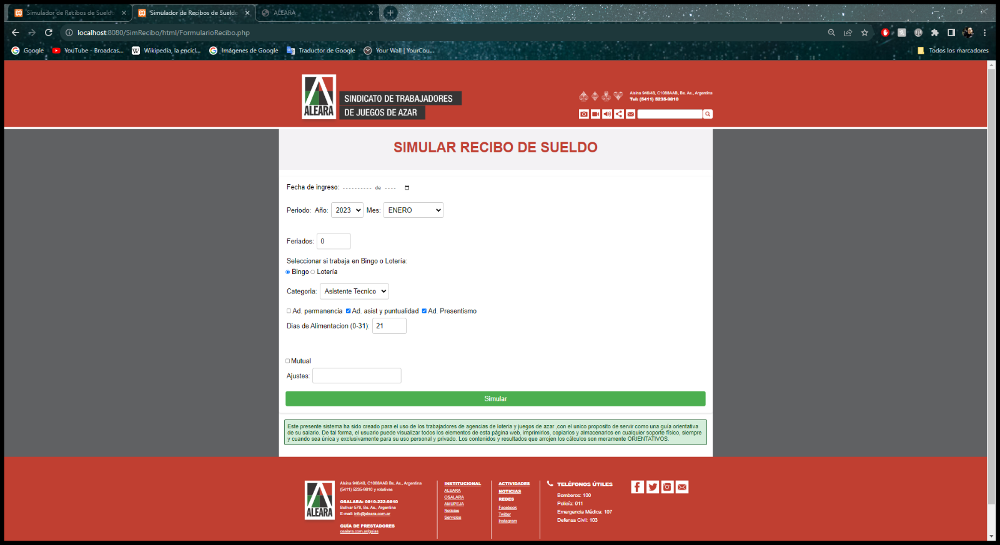 Simulador de Recibos de Sueldo
Simulador de Recibos de Sueldo
ALEARA
localhost:8080/SimRecibo/html/FormularioRecibo.php
Google
YouTube - Broadcas...
Wikipedia, la encicl...
Imágenes de Google
Traductor de Google
Your Wall | YourCou...
Todos los marcadores
ALEARA
SINDICATO DE TRABAJADORES
DE JUEGOS DE AZAR
Alsina 946/48, C1088AAB, Bs. As., Argentina
Tel: (5411) 5235-9810
SIMULAR RECIBO DE SUELDO
Fecha de ingreso: ---------- de ----
Periodo: Año: 2023 Mes: ENERO
Feriados: 0
Seleccionar si trabaja en Bingo o Lotería:
Bingo Lotería
Categoria: Asistente Tecnico
Ad. permanencia Ad. asist y puntualidad Ad. Presentismo
Dias de Alimentacion (0-31): 21
Mutual
Ajustes:
Simular
Este presente sistema ha sido creado para el uso de los trabajadores de agencias de loteria y juegos de azar ,con el unico proposito de servir como una guía orientativa
de su salario. De tal forma, el usuario puede visualizar todos los elementos de esta página web, imprimirlos, copiarlos y almacenarlos en cualquier soporte físico, siempre
y cuando sea única y exclusivamente para su uso personal y privado. Los contenidos y resultados que arrojen los cálculos son meramente ORIENTATIVOS.
ALEARA
Alsina 946/48, C1088AAB Bs. As., Argentina
(5411) 5235-9810 y rotativas
OSALARA: 0810-222-9810
Bolívar 578, Bs. As., Argentina
E-mail: info@aleara.com.ar
GUÍA DE PRESTADORES
osalara.com.ar/guias
INSTITUCIONAL
ALEARA
OSALARA
AMUPEJA
Noticias
Servicios
ACTIVIDADES
NOTICIAS
REDES
Facebook
Twitter
Instagram
TELÉFONOS ÚTILES
Bomberos: 100
Policía: 911
Emergencia Médica: 107
Defensa Civil: 103